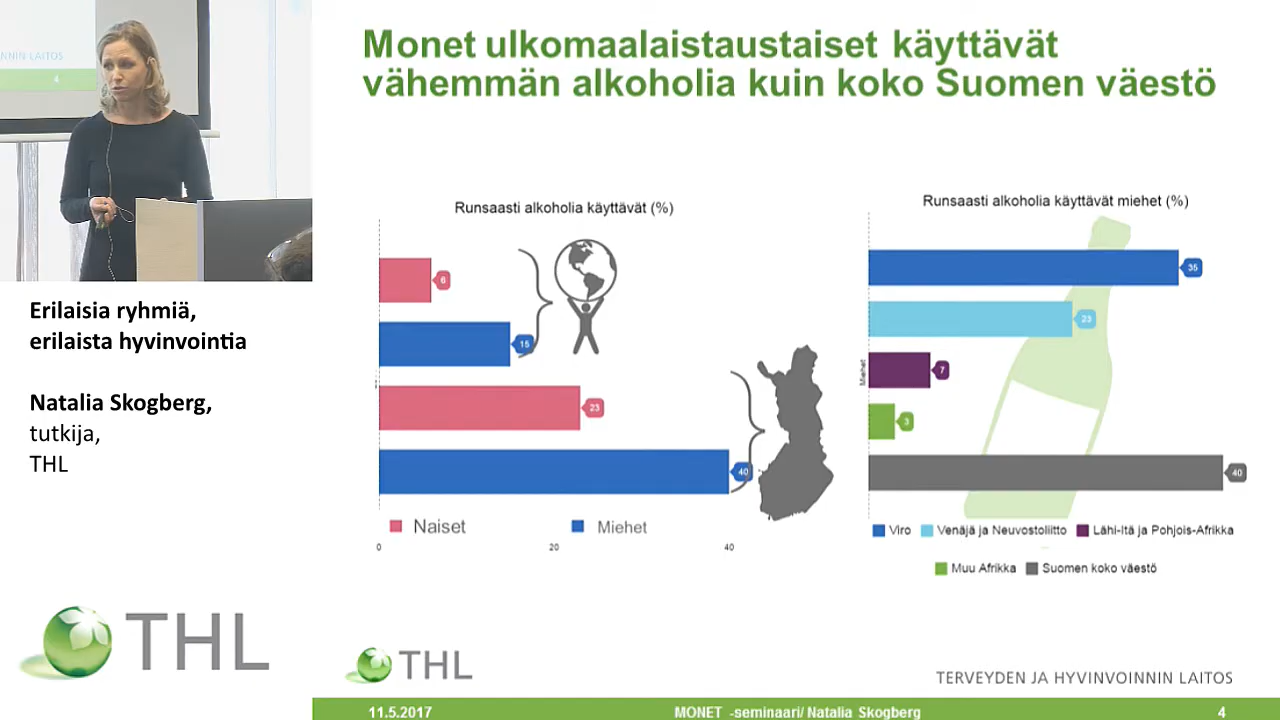 NNIN LAITOS
4
Erilaisia ryhmiä,
erilaista hyvinvointia
Natalia Skogberg,
tutkija,
THL
THL
Monet ulkomaalaistaustaiset käyttävät
vähemmän alkoholia kuin koko Suomen väestö
Runsaasti alkoholia käyttävät (%)
6
15
23
40
Naiset
Miehet
0
20
40
Runsaasti alkoholia käyttävät miehet (%)
Miehet
35
23
7
3
40
Viro
Venäjä ja Neuvostoliitto
Lähi-Itä ja Pohjois-Afrikka
Muu Afrikka
Suomen koko väestö
THL
TERVEYDEN JA HYVINVOINNIN LAITOS
11.5.2017
MONET -seminaari/ Natalia Skogberg
4